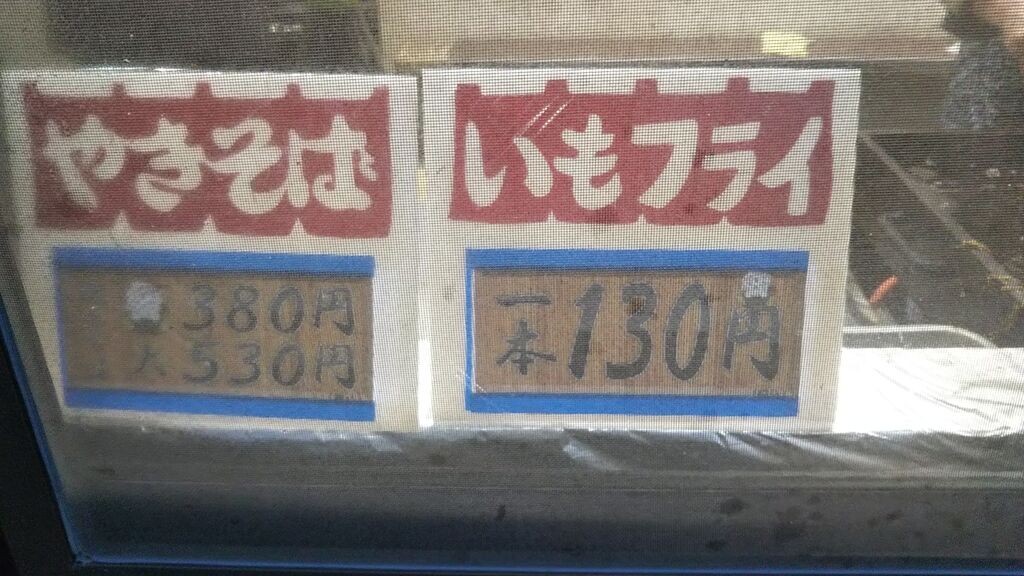 やきそば
380円
大 530円
いもフライ
一本 130円